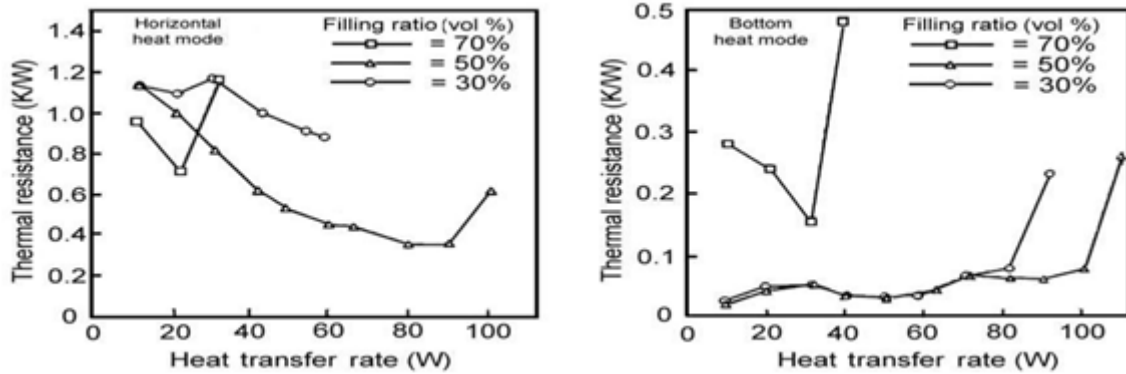 Thermal resistance (K/W)
1.4
1.2
1.0
0.8
0.6
0.4
0.2
0
Horizontal
heat mode
Filling ratio (vol %)
= 70%
= 50%
= 30%
0 20 40 60 80 100
Heat transfer rate (W)
Thermal resistance (K/W)
0.5
0.4
0.3
0.2
0.1
0
Bottom
heat mode
Filling ratio (vol %)
= 70%
= 50%
= 30%
0 20 40 60 80 100
Heat transfer rate (W)